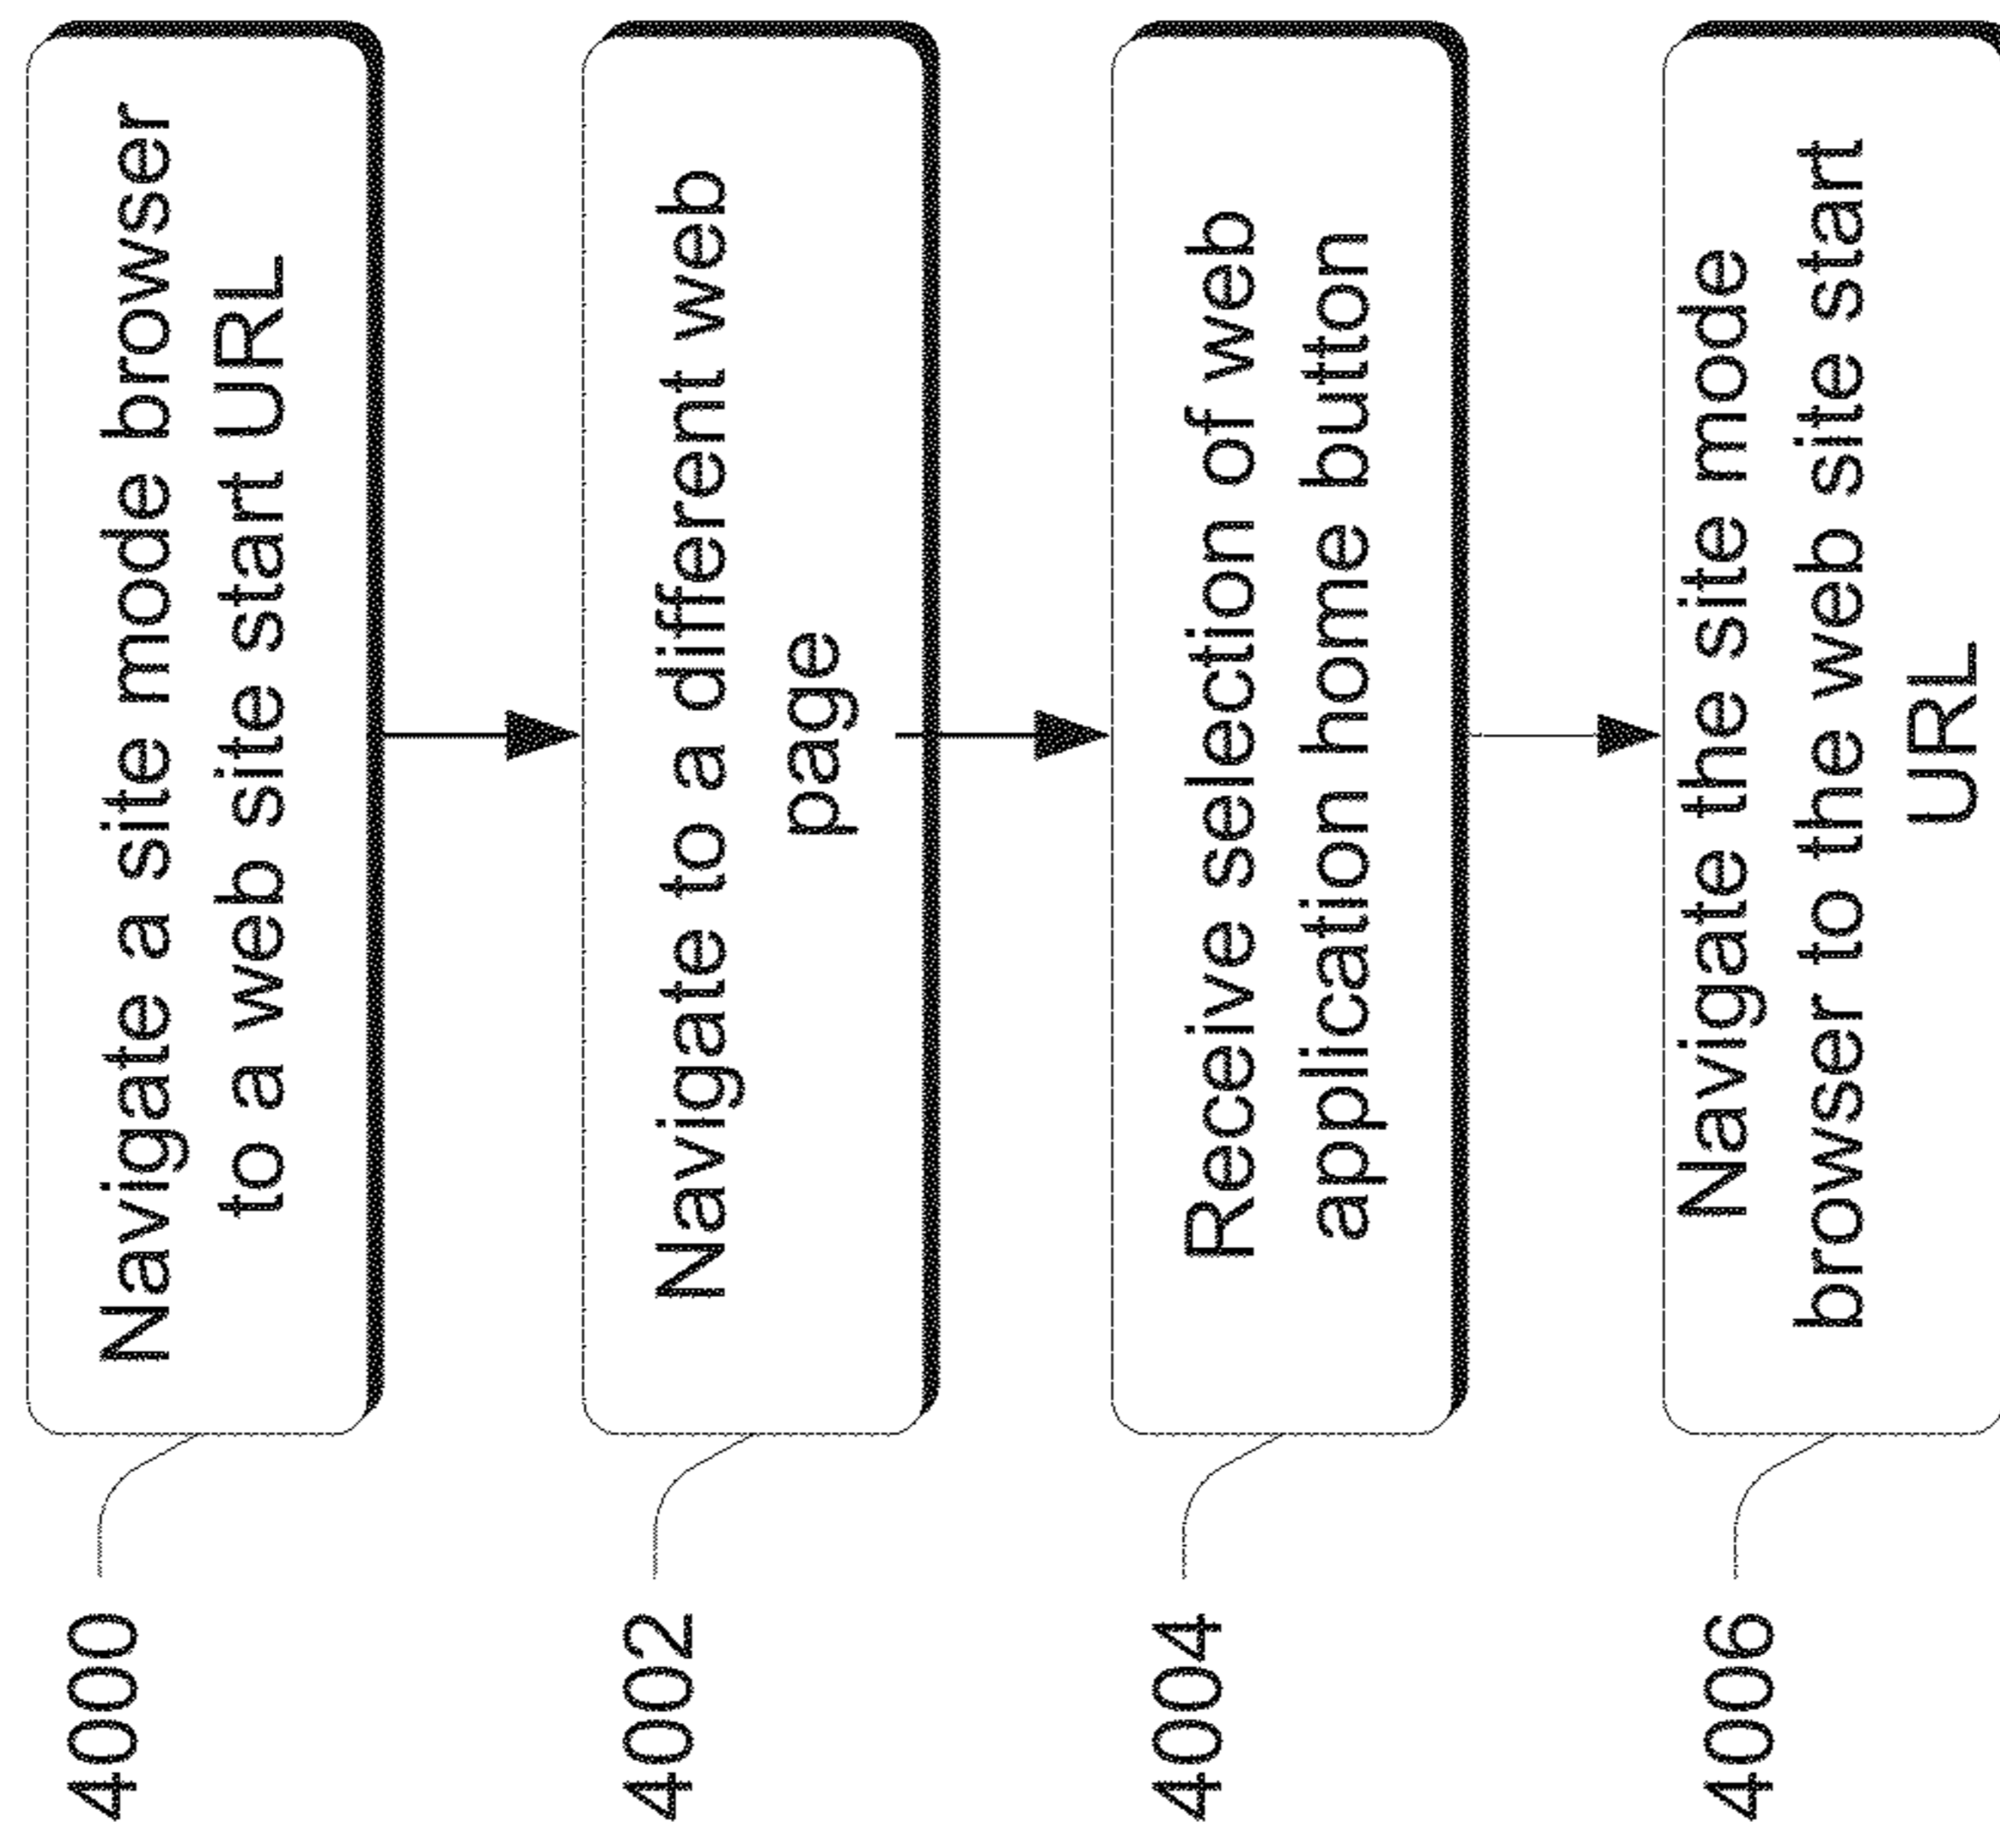 4000
Navigate a site mode browser
to a web site start URL
4002
Navigate to a different web
page
4004
Receive selection of web
application home button
4006
Navigate the site mode
browser to the web site start
URL